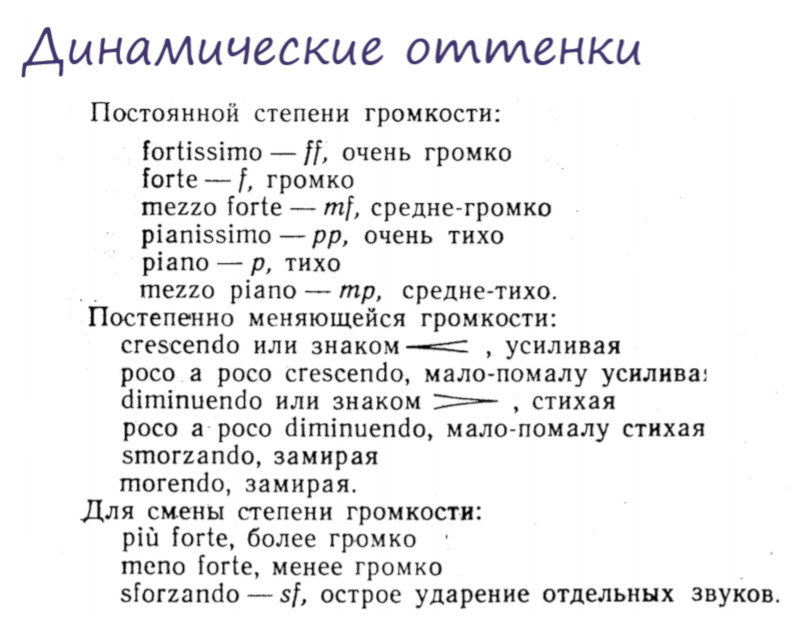 Динамические оттенки
Постоянной степени громкости:
fortissimo — ff, очень громко
forte — f, громко
mezzo forte — mf, средне-громко
pianissimo — pp, очень тихо
piano — p, тихо
mezzo piano — mp, средне-тихо.
Постепенно меняющейся громкости:
crescendo или знаком <, усиливая
poco a poco crescendo, мало-помалу усилива
diminuendo или знаком >, стихая
poco a poco diminuendo, мало-помалу стихая
smorzando, замирая
morendo, замирая.
Для смены степени громкости:
più forte, более громко
meno forte, менее громко
sforzando — sf, острое ударение отдельных звуков.